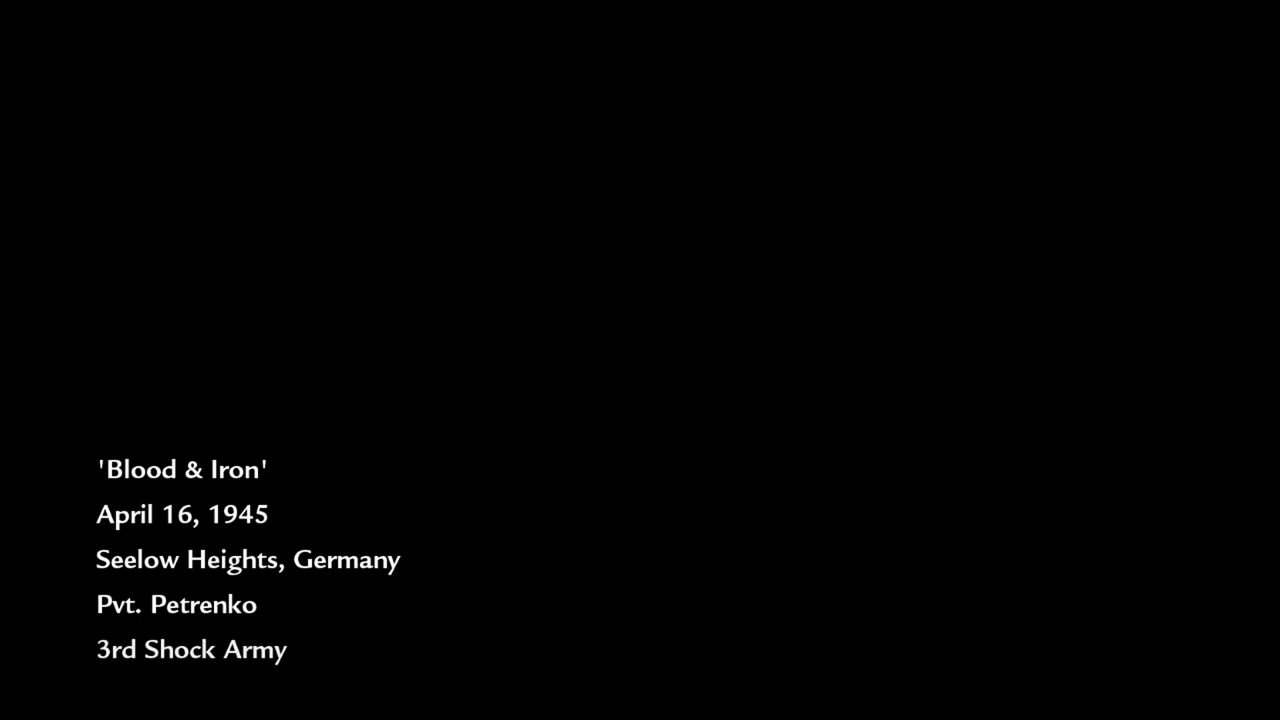 'Blood & Iron'
April 16, 1945
Seelow Heights, Germany
Pvt. Petrenko
3rd Shock Army